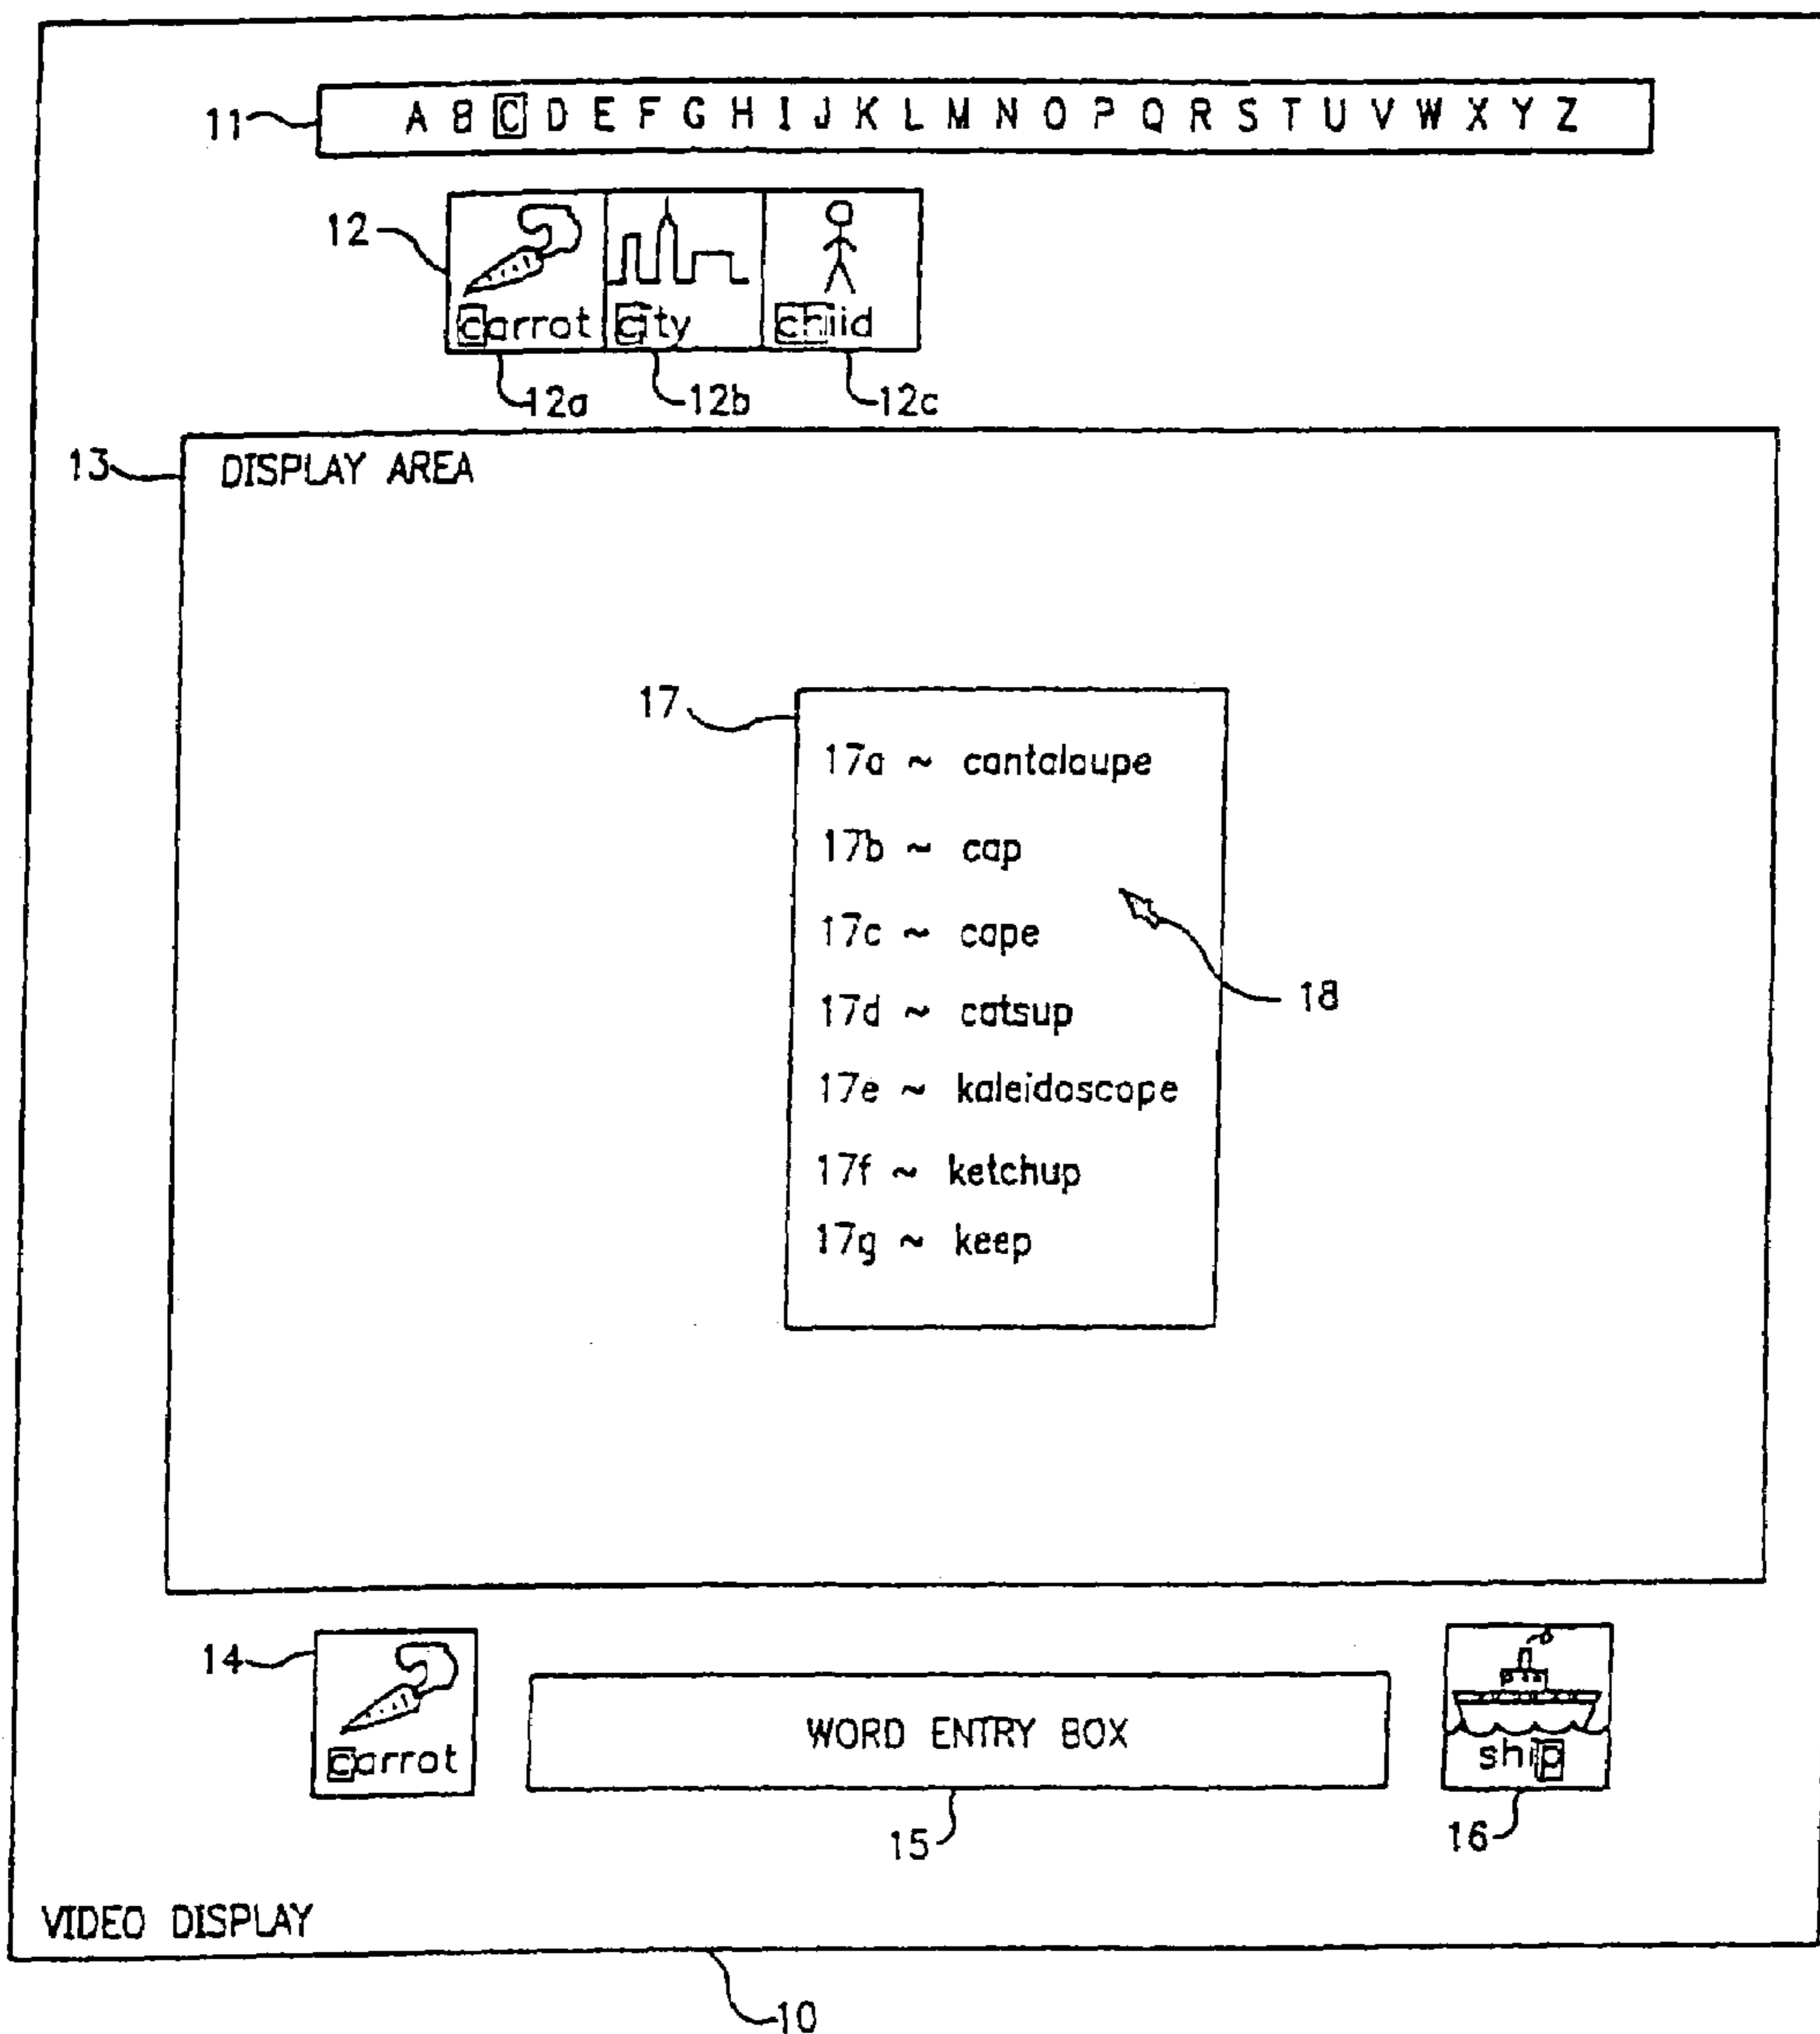 11 A B C D E F G H I J K L M N O P Q R S T U V W X Y Z
12
carrot city child
12a 12b 12c
13 DISPLAY AREA
17
17a ~ cantaloupe
17b ~ cap
17c ~ cape
18
17d ~ catsup
17e ~ kaleidoscope
17f ~ ketchup
17g ~ keep
14
carrot
WORD ENTRY BOX
ship
15
16
VIDEO DISPLAY
10